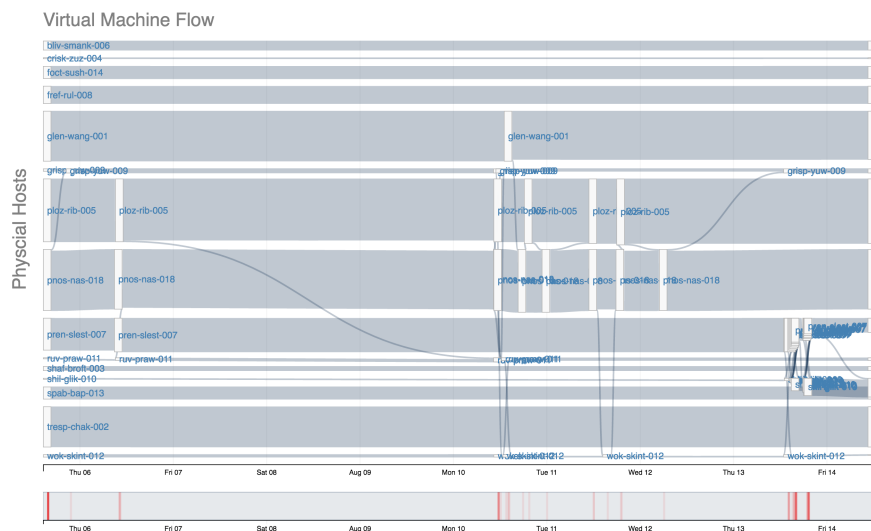 Virtual Machine Flow
Physcial Hosts
bliv-smank-006
crisk-zuz-004
foct-sush-014
fref-rul-008
glen-wang-001 glen-wang-001
grisp-yuw-009
ploz-rib-005 ploz-rib-005 ploz-rib-005
pnos-nas-018 pnos-nas-018 pnos-nas-018
pren-slest-007 pren-slest-007
ruv-praw-011 ruv-praw-011
shaf-broft-003
shil-glik-010
spab-bap-013
tresp-chak-002
wok-skint-012 wok-skint-012 wok-skint-012
Thu 06 Fri 07 Sat 08 Aug 09 Mon 10 Tue 11 Wed 12 Thu 13 Fri 14
Thu 06 Fri 07 Sat 08 Aug 09 Mon 10 Tue 11 Wed 12 Thu 13 Fri 14